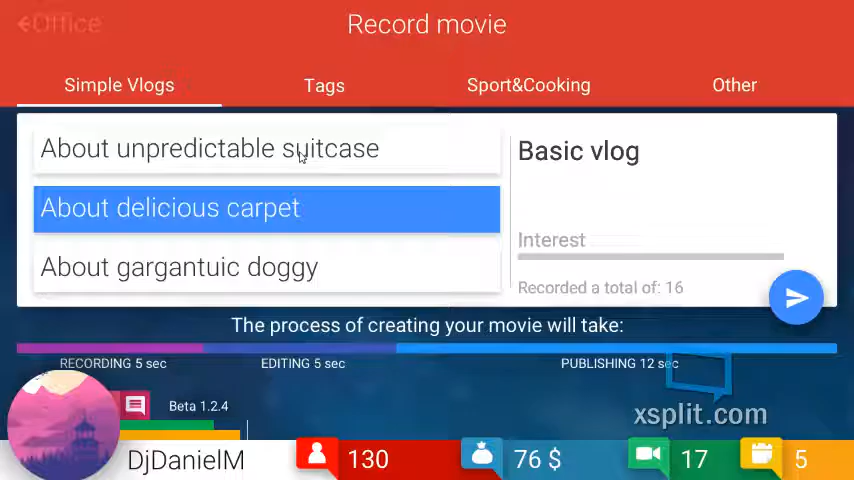 Office
Record movie
Simple Vlogs
Tags
Sport&Cooking
Other
About unpredictable suitcase
About delicious carpet
About gargantuic doggy
Basic vlog
Interest
Recorded a total of: 16
The process of creating your movie will take:
RECORDING 5 sec
EDITING 5 sec
PUBLISHING 12 sec
Beta 1.2.4
xsplit.com
DjDanielM
130
76 $
17
5